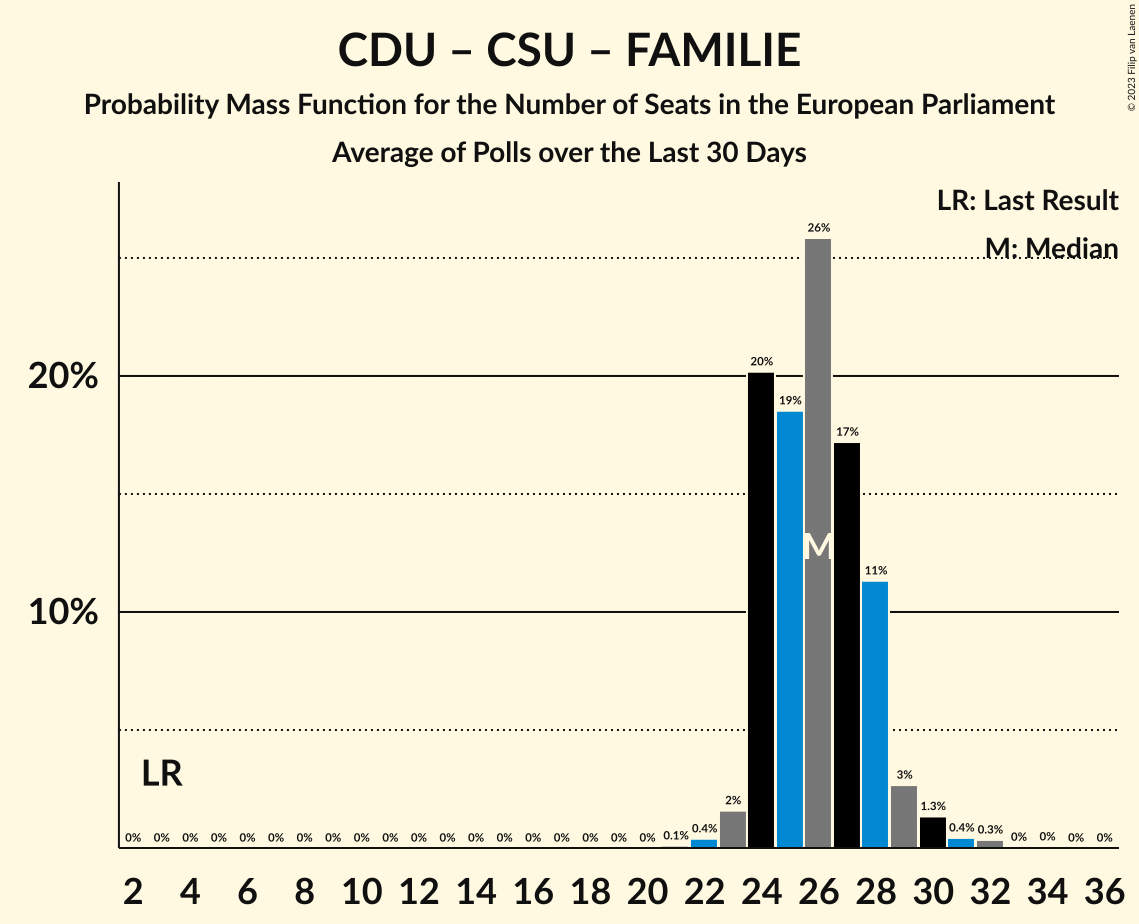 CDU – CSU – FAMILIE
Probability Mass Function for the Number of Seats in the European Parliament
Average of Polls over the Last 30 Days
© 2023 Filip van Laenen
LR: Last Result
M: Median
26%
20%
20%
19%
17%
M
11%
10%
LR
3%
2%
1.3%
0% 0% 0% 0% 0% 0% 0% 0% 0% 0% 0% 0% 0% 0% 0% 0% 0% 0% 0% 0.1% 0.4% 0.4% 0.3% 0% 0% 0% 0%
2 4 6 8 10 12 14 16 18 20 22 24 26 28 30 32 34 36